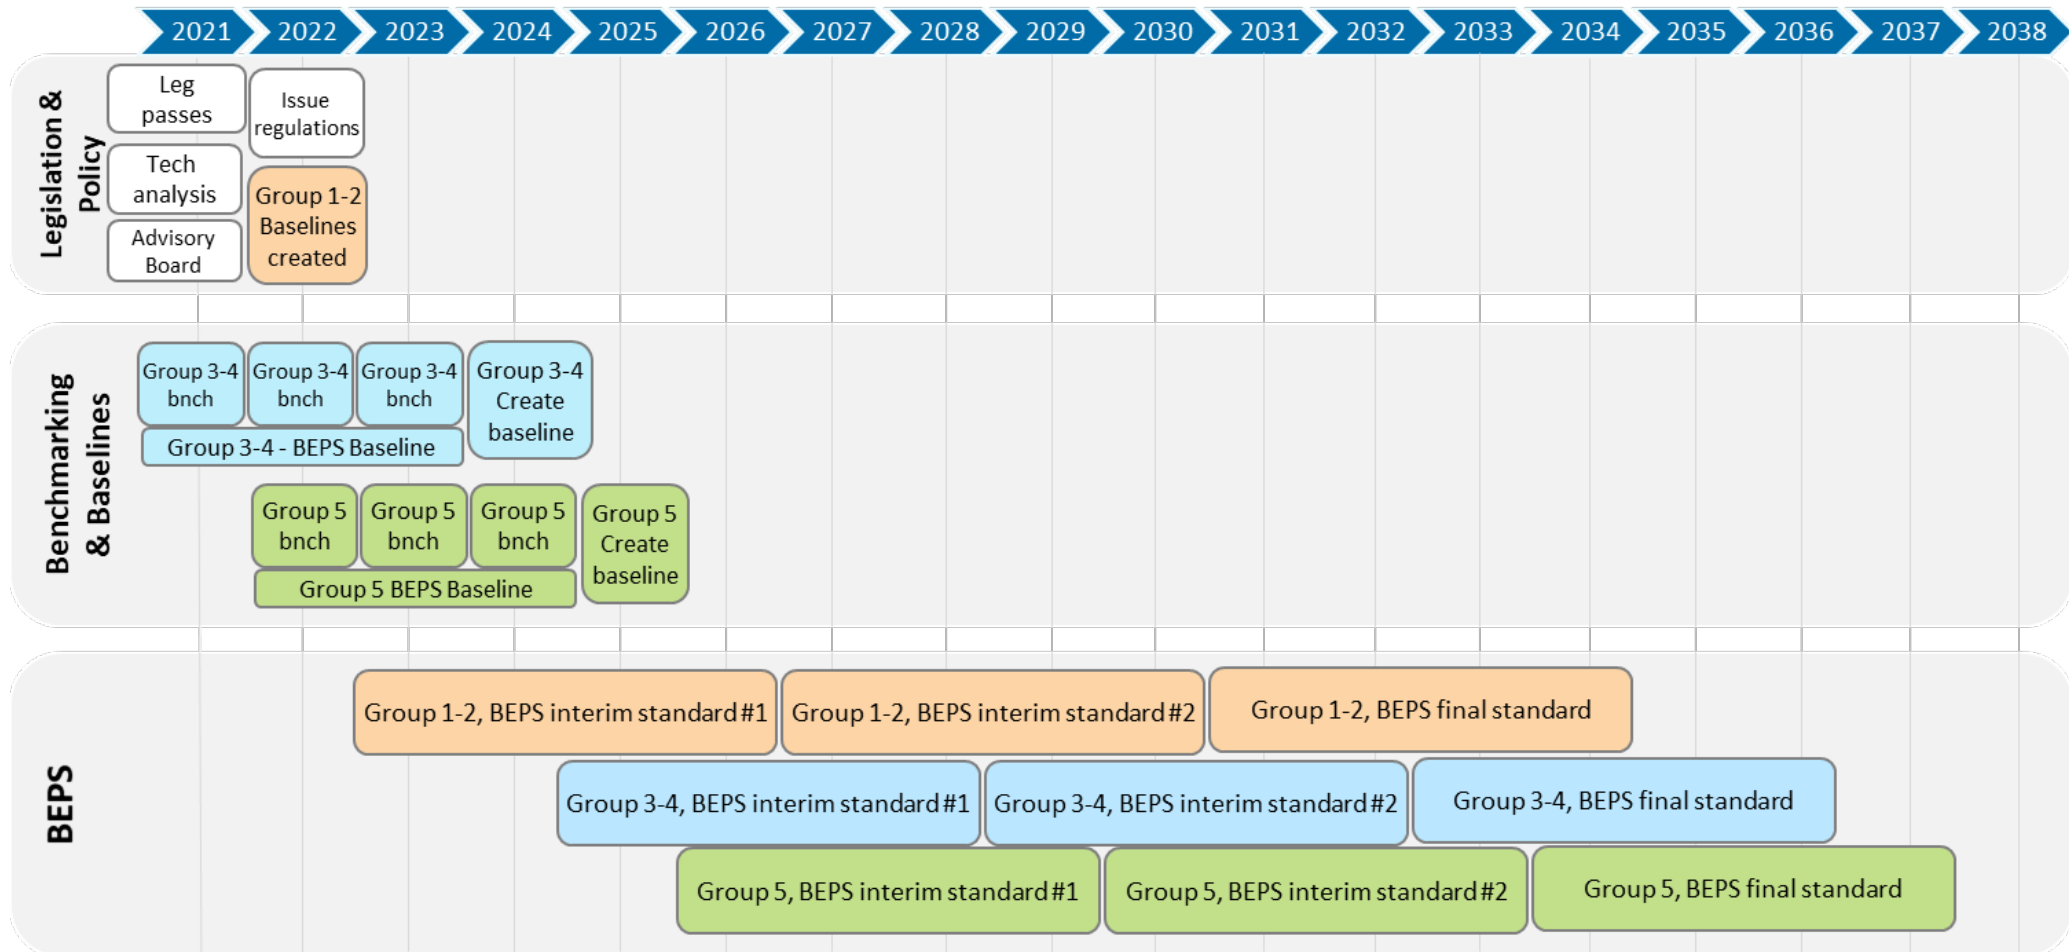 2021 2022 2023 2024 2025 2026 2027 2028 2029 2030 2031 2032 2033 2034 2035 2036 2037 2038
Legislation &
Policy
Leg
passes
Tech
analysis
Advisory
Board
Issue
regulations
Group 1-2
Baselines
created
Benchmarking
& Baselines
Group 3-4
bnch
Group 3-4
bnch
Group 3-4
bnch
Group 3-4 - BEPS Baseline
Group 3-4
Create
baseline
Group 5
bnch
Group 5
bnch
Group 5
bnch
Group 5 BEPS Baseline
Group 5
Create
baseline
BEPS
Group 1-2, BEPS interim standard #1
Group 1-2, BEPS interim standard #2
Group 1-2, BEPS final standard
Group 3-4, BEPS interim standard #1
Group 3-4, BEPS interim standard #2
Group 3-4, BEPS final standard
Group 5, BEPS interim standard #1
Group 5, BEPS interim standard #2
Group 5, BEPS final standard